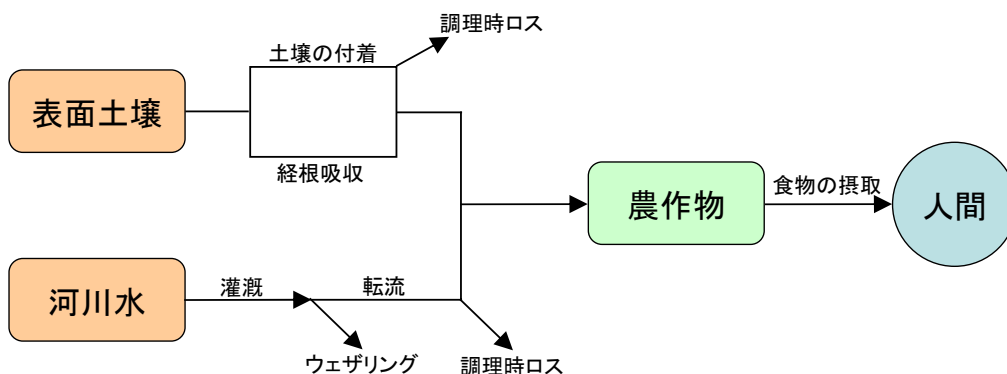 調理時ロス
土壌の付着
表面土壌
経根吸収
農作物
食物の摂取
人間
河川水
灌漑
転流
ウェザリング
調理時ロス